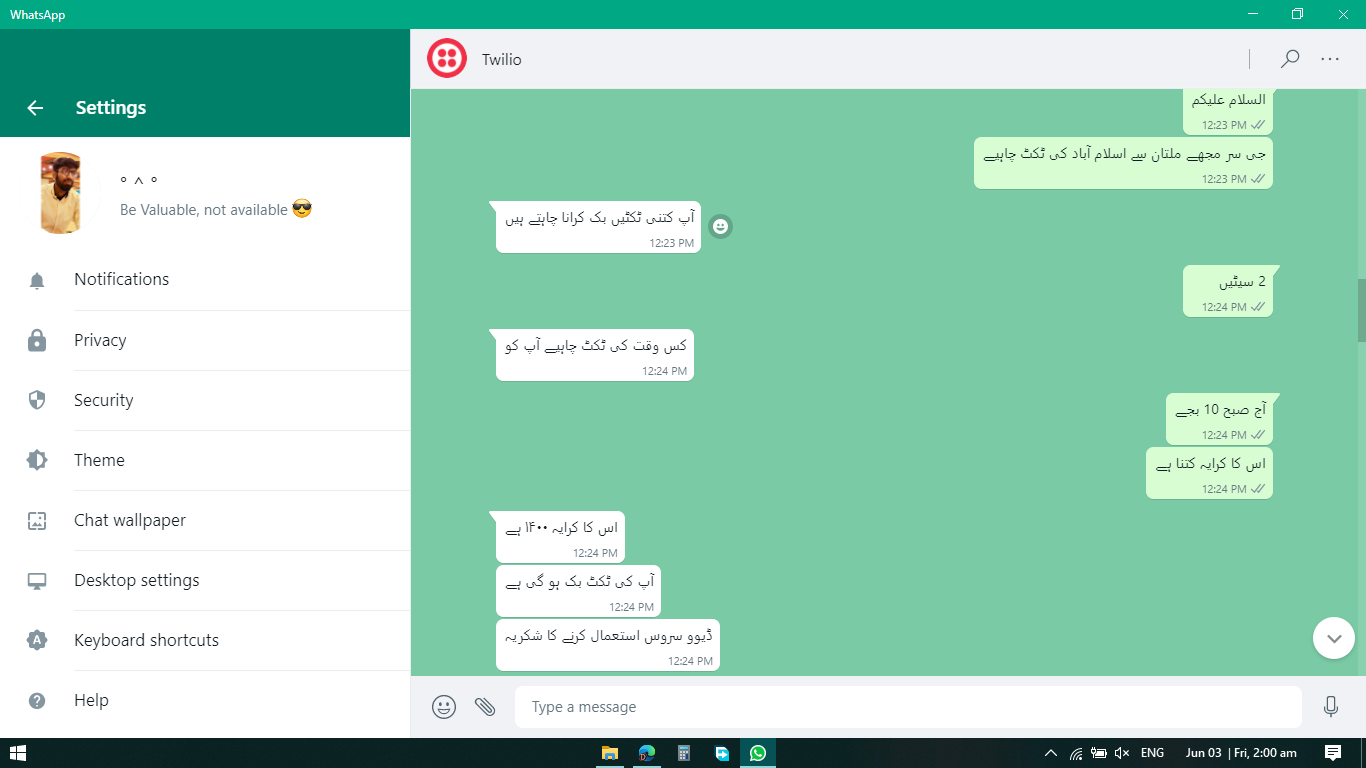 WhatsApp
Settings
° ^ °
Be Valuable, not available 😎
Notifications
Privacy
Security
Theme
Chat wallpaper
Desktop settings
Keyboard shortcuts
Help
Twilio
السلام علیکم
12:23 PM
جی سر مجھے ملتان سے اسلام آباد کی ٹکٹ چاہیے
12:23 PM
آپ کتنی ٹکٹیں بک کرانا چاہتے ہیں
12:23 PM
2 سیٹیں
12:24 PM
کس وقت کی ٹکٹ چاہیے آپ کو
12:24 PM
آج صبح 10 بجے
12:24 PM
اس کا کرایہ کتنا ہے
12:24 PM
اس کا کرایہ ۱۴۰۰ ہے
12:24 PM
آپ کی ٹکٹ بک ہو گی ہے
12:24 PM
ڈیوو سروس استعمال کرنے کا شکریہ
12:24 PM
Type a message
ENG
Jun 03 | Fri, 2:00 am